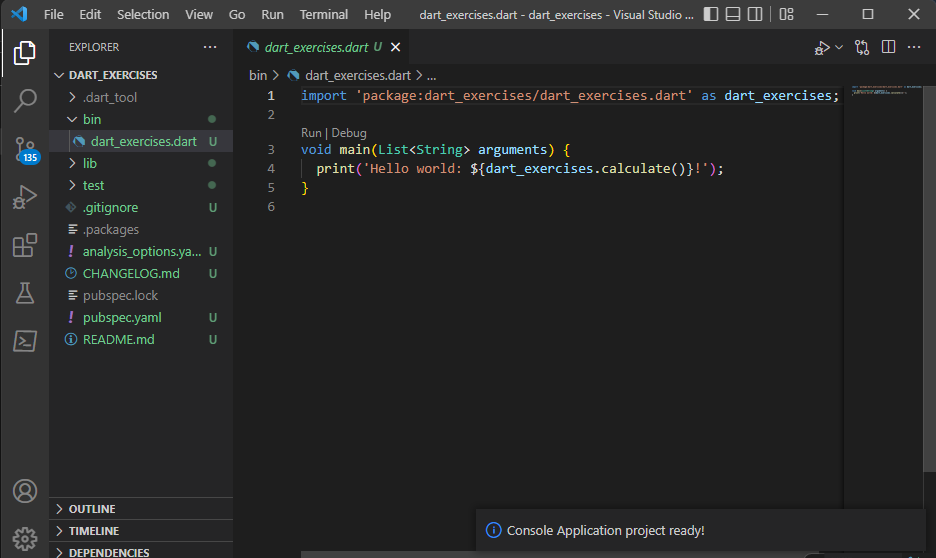 File Edit Selection View Go Run Terminal Help dart_exercises.dart - dart_exercises - Visual Studio ...
EXPLORER
DART_EXERCISES
.dart_tool
bin
dart_exercises.dart U
lib
test
.gitignore U
.packages
analysis_options.ya... U
CHANGELOG.md U
pubspec.lock
pubspec.yaml U
README.md U
135
OUTLINE
TIMELINE
DEPENDENCIES
dart_exercises.dart U
bin > dart_exercises.dart > ...
1 import 'package:dart_exercises/dart_exercises.dart' as dart_exercises;
2
Run | Debug
3 void main(List<String> arguments) {
4 print('Hello world: ${dart_exercises.calculate()}!');
5 }
6
Console Application project ready!